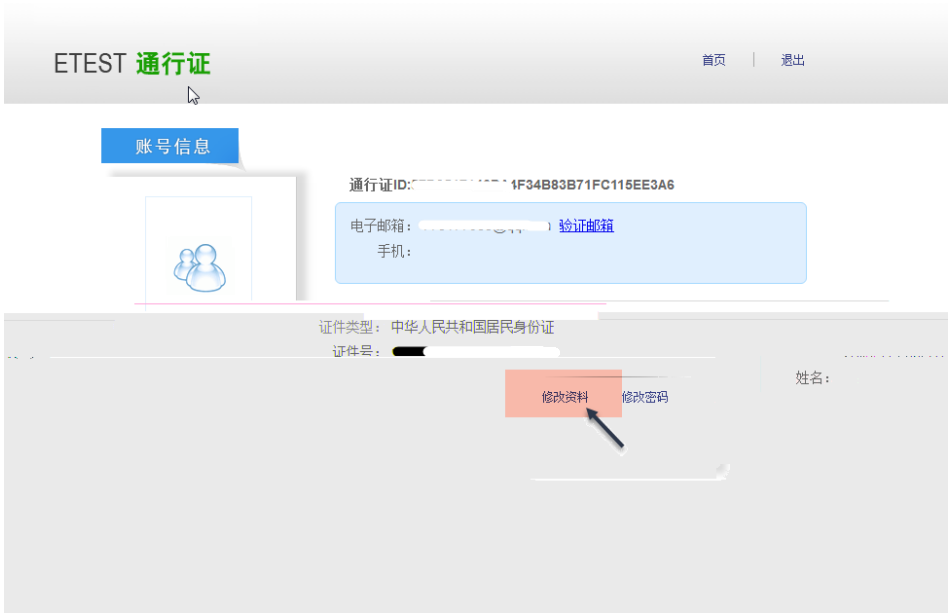 ETEST 通行证
首页 退出
账号信息
通行证ID: 4F34B83B71FC115EE3A6
电子邮箱: 验证邮箱
手机:
证件类型: 中华人民共和国居民身份证
证件号:
姓名:
修改资料 修改密码